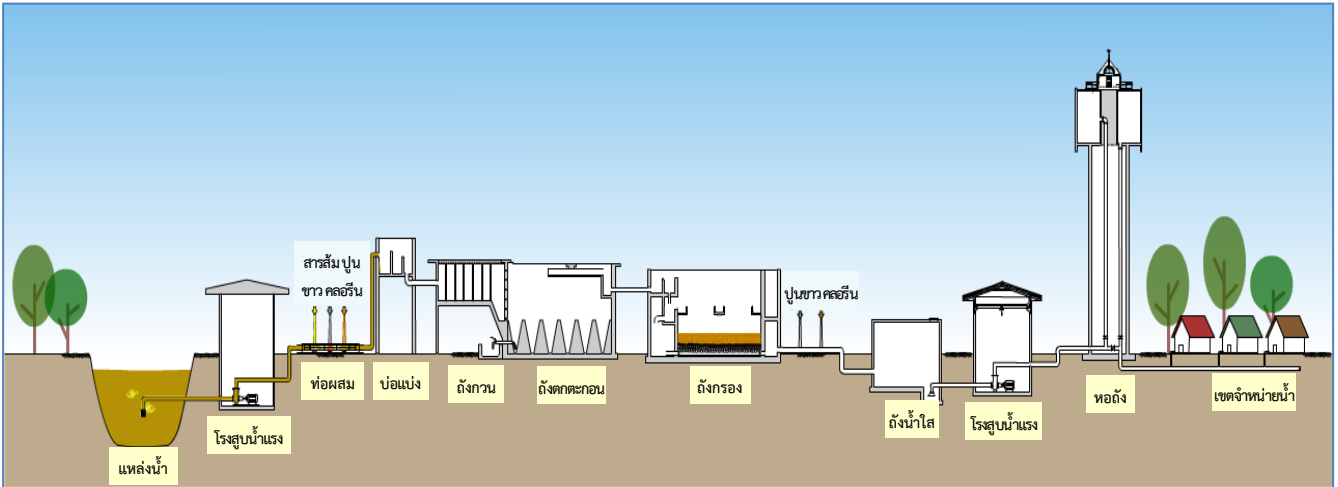 สารส้ม ปูน
ขาว คลอรีน
ปูนขาว คลอรีน
ท่อผสม
บ่อแบ่ง
ถังกวน
ถังตกตะกอน
ถังกรอง
ถังน้ำใส
โรงสูบน้ำแรง
หอถัง
เขตจำหน่ายน้ำ
โรงสูบน้ำแรง
แหล่งน้ำ